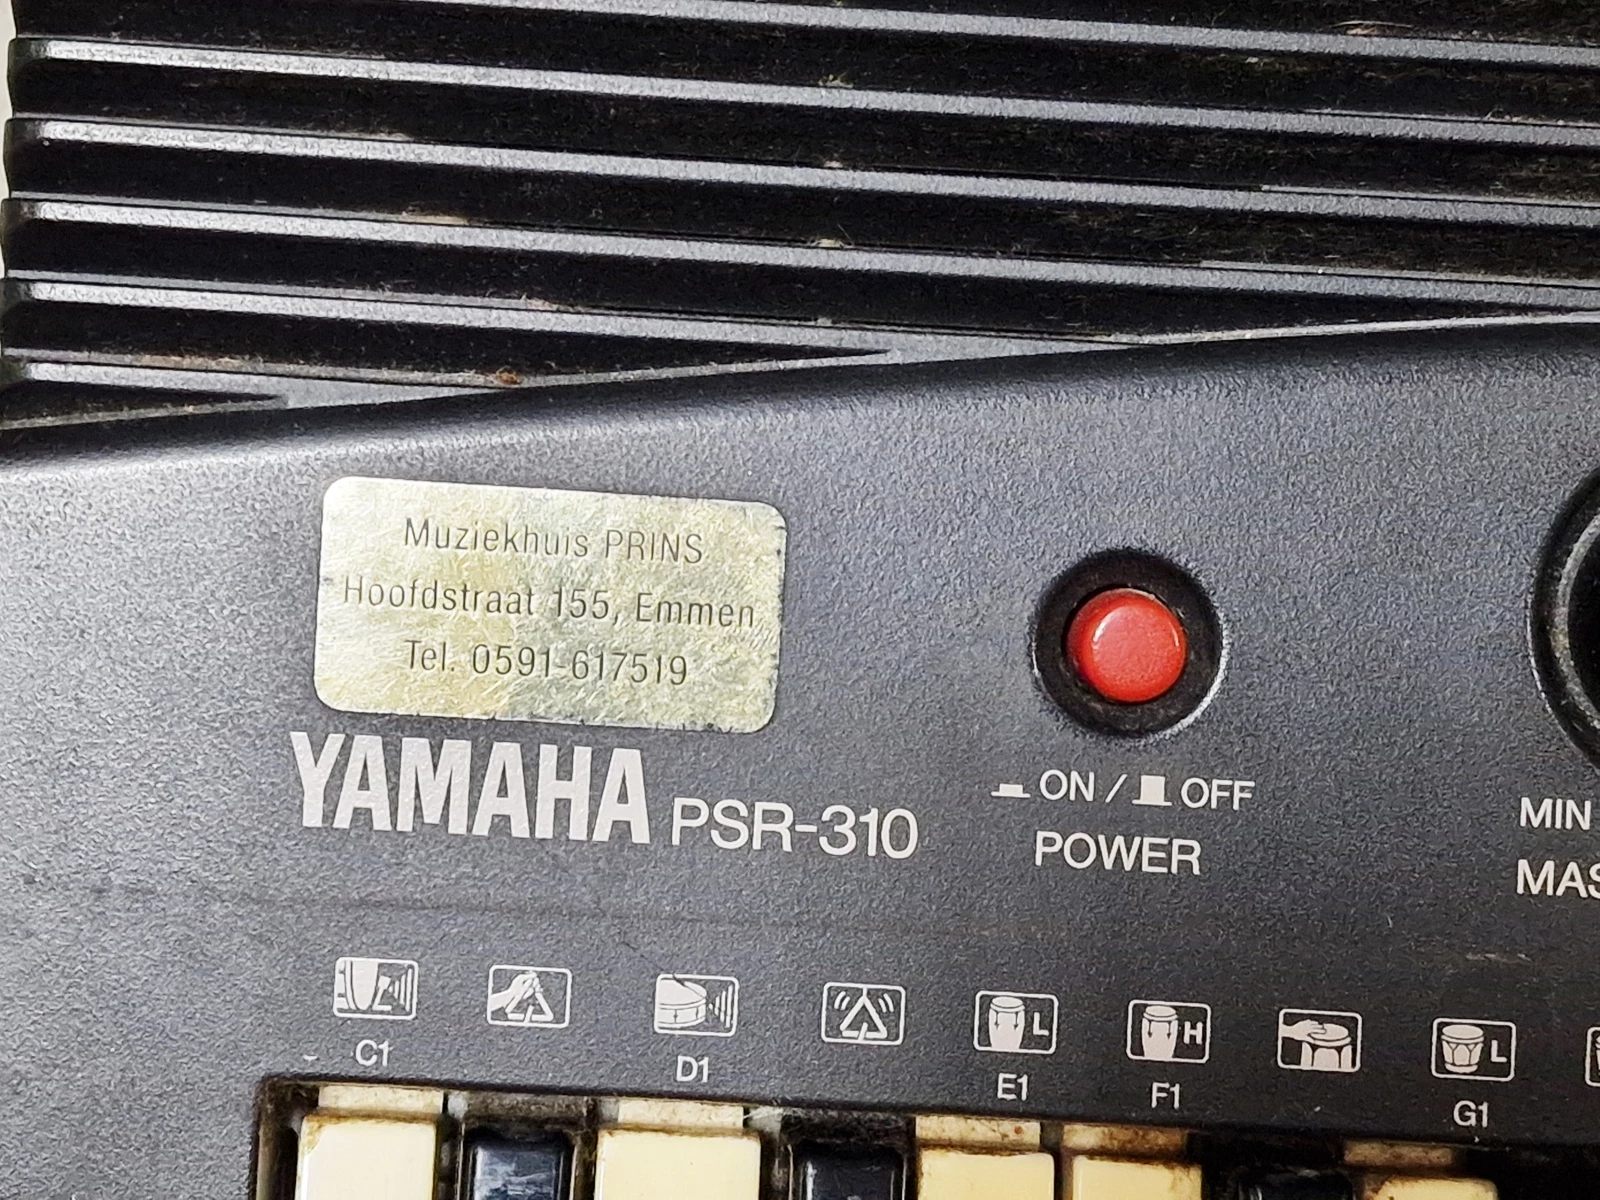 Muziekhuis PRINS
Hoofdstraat 155, Emmen
Tel. 0591-617519
YAMAHA PSR-310
ON / OFF
POWER
MIN
MAS
L
H
L
C1
D1
E1
F1
G1